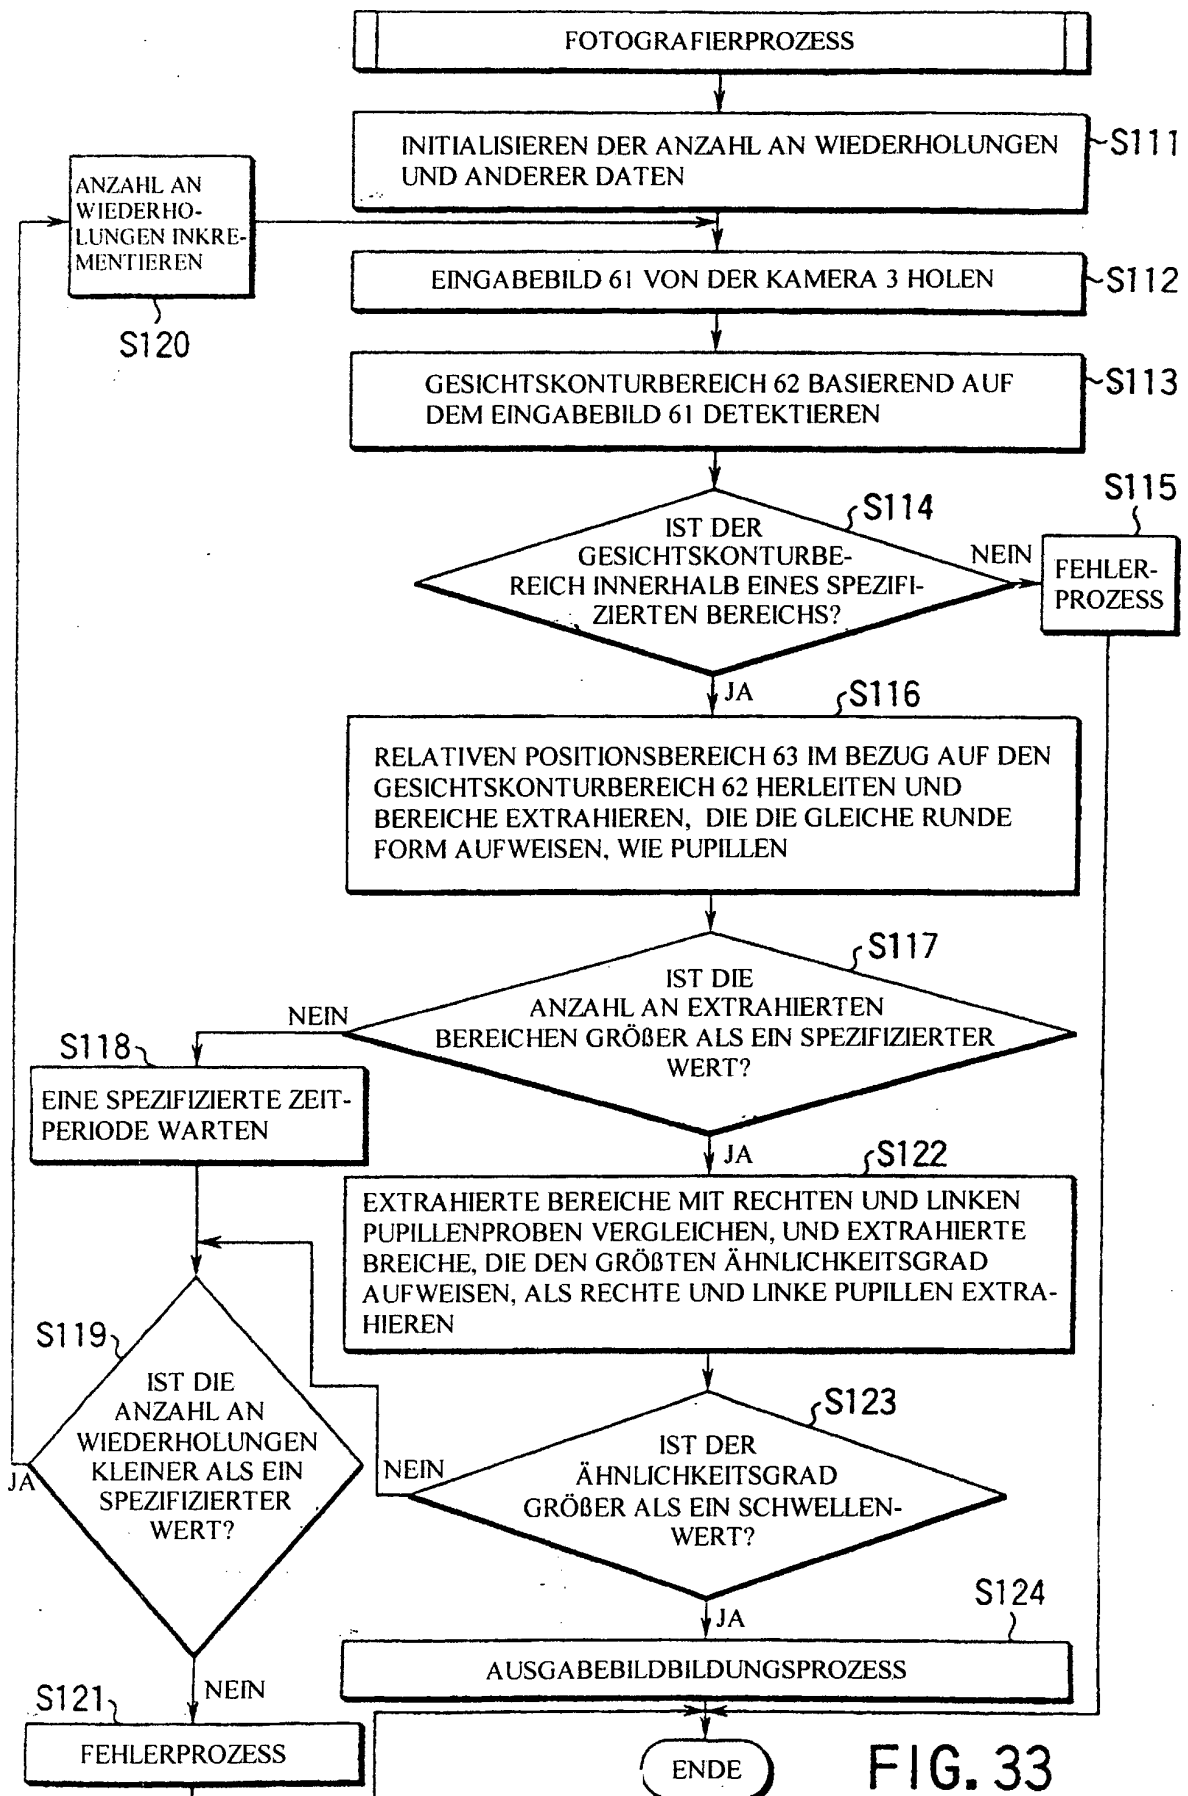 FOTOGRAFIERPROZESS
INITIALISIEREN DER ANZAHL AN WIEDERHOLUNGEN
UND ANDERER DATEN
S111
ANZAHL AN
WIEDERHO-
LUNGEN INKRE-
MENTIEREN
S120
EINGABEBILD 61 VON DER KAMERA 3 HOLEN
S112
GESICHTSKONTURBEREICH 62 BASIEREND AUF
DEM EINGABEBILD 61 DETEKTIEREN
S113
S114
IST DER
GESICHTSKONTURBE-
REICH INNERHALB EINES SPEZIFI-
ZIERTEN BEREICHS?
NEIN
S115
FEHLER-
PROZESS
JA
S116
RELATIVEN POSITIONSBEREICH 63 IM BEZUG AUF DEN
GESICHTSKONTURBEREICH 62 HERLEITEN UND
BEREICHE EXTRAHIEREN, DIE DIE GLEICHE RUNDE
FORM AUFWEISEN, WIE PUPILLEN
S117
IST DIE
ANZAHL AN EXTRAHIERTEN
BEREICHEN GRÖßER ALS EIN SPEZIFIZIERTER
WERT?
NEIN
S118
EINE SPEZIFIZIERTE ZEIT-
PERIODE WARTEN
JA
S122
EXTRAHIERTE BEREICHE MIT RECHTEN UND LINKEN
PUPILLENPROBEN VERGLEICHEN, UND EXTRAHIERTE
BREICHE, DIE DEN GRÖßTEN ÄHNLICHKEITSGRAD
AUFWEISEN, ALS RECHTE UND LINKE PUPILLEN EXTRA-
HIEREN
S119
IST DIE
ANZAHL AN
WIEDERHOLUNGEN
KLEINER ALS EIN
SPEZIFIZIERTER
WERT?
JA
S123
IST DER
ÄHNLICHKEITSGRAD
GRÖßER ALS EIN SCHWELLEN-
WERT?
NEIN
JA
S124
AUSGABEBILDBILDUNGSPROZESS
NEIN
S121
FEHLERPROZESS
ENDE
FIG. 33